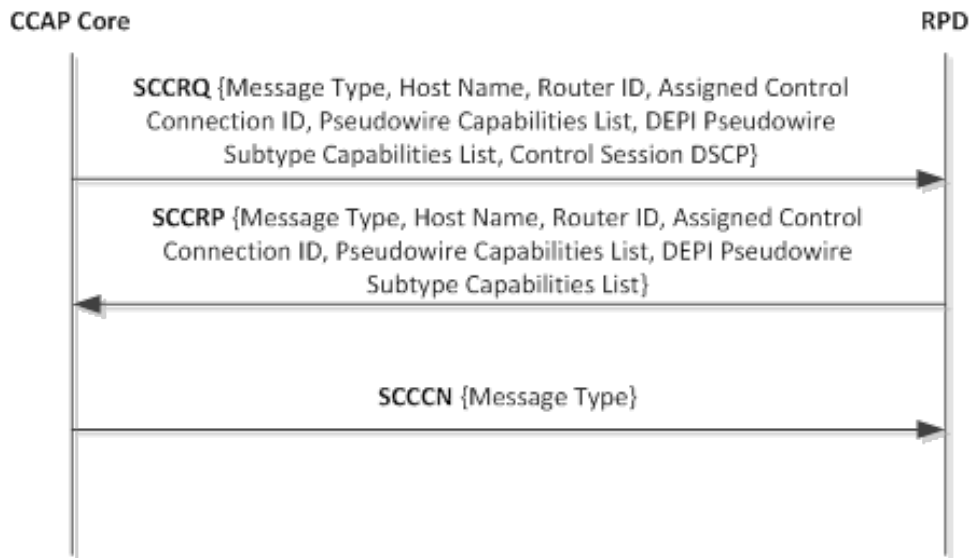 CCAP Core
RPD
SCCRQ {Message Type, Host Name, Router ID, Assigned Control
Connection ID, Pseudowire Capabilities List, DEPI Pseudowire
Subtype Capabilities List, Control Session DSCP}
SCCRP {Message Type, Host Name, Router ID, Assigned Control
Connection ID, Pseudowire Capabilities List, DEPI Pseudowire
Subtype Capabilities List}
SCCCN {Message Type}